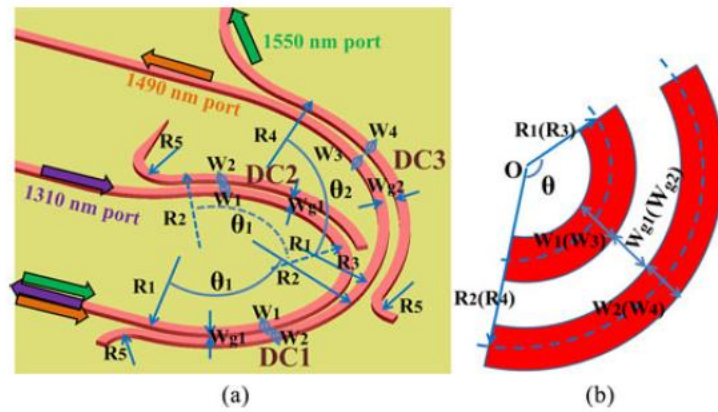 1550 nm port
1490 nm port
R5
R4
W4
W3
DC3
W2
DC2
1310 nm port
W1
Wg1
θ2
Wg2
R2
θ1
R1
R3
θ1
R2
R1
W1
R5
Wg1
W2
R5
DC1
(a)
R1(R3)
O
θ
W1(W3)
Wg1(Wg2)
R2(R4)
W2(W4)
(b)